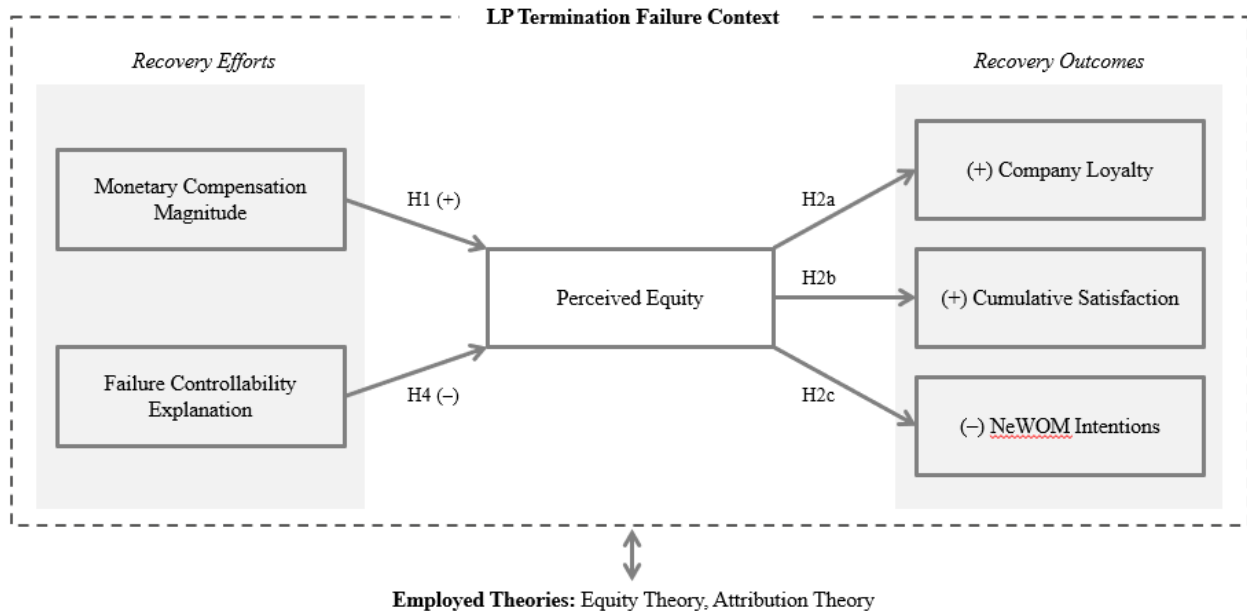 LP Termination Failure Context
Recovery Efforts
Recovery Outcomes
Monetary Compensation
Magnitude
H1 (+)
Failure Controllability
Explanation
H4 (–)
Perceived Equity
H2a
H2b
H2c
(+) Company Loyalty
(+) Cumulative Satisfaction
(–) NeWOM Intentions
Employed Theories: Equity Theory, Attribution Theory